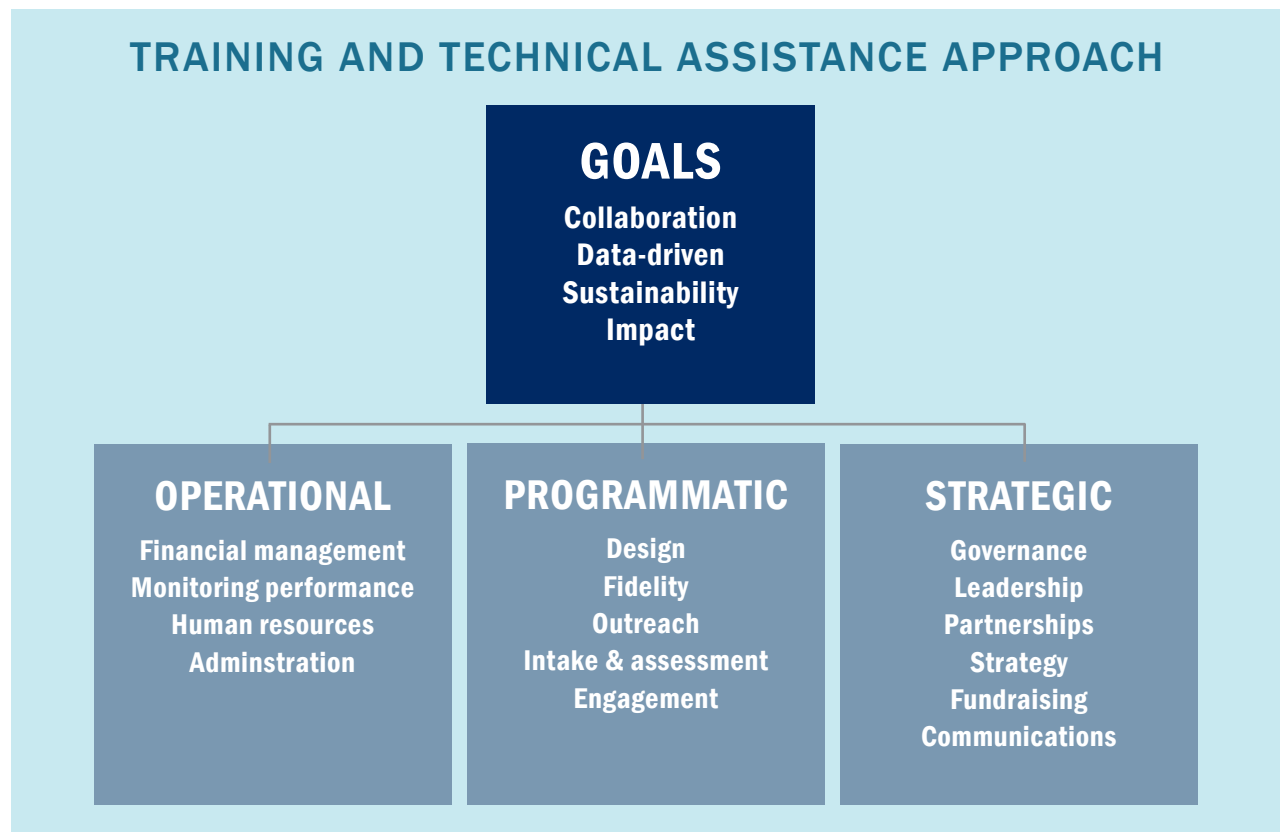 TRAINING AND TECHNICAL ASSISTANCE APPROACH
GOALS
Collaboration
Data-driven
Sustainability
Impact
OPERATIONAL
Financial management
Monitoring performance
Human resources
Adminstration
PROGRAMMATIC
Design
Fidelity
Outreach
Intake & assessment
Engagement
STRATEGIC
Governance
Leadership
Partnerships
Strategy
Fundraising
Communications